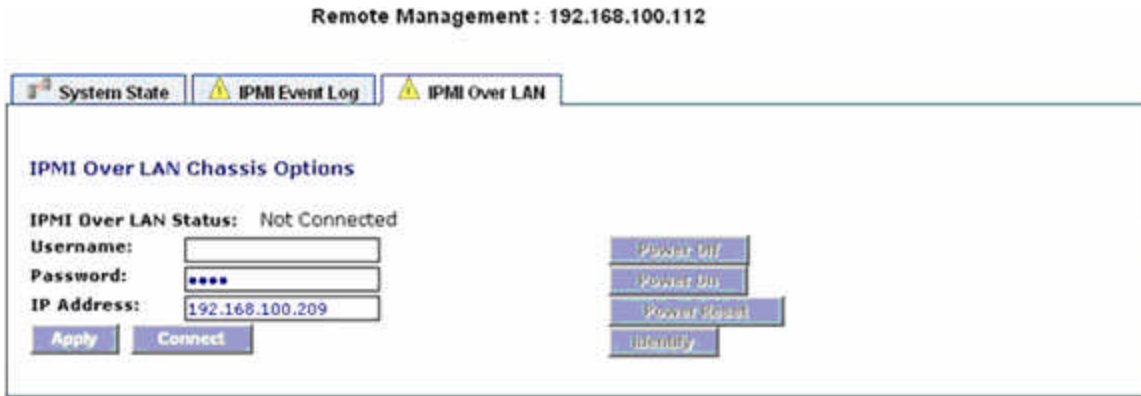 Remote Management : 192.168.100.112
System State
IPMI Event Log
IPMI Over LAN
IPMI Over LAN Chassis Options
IPMI Over LAN Status: Not Connected
Username:
Power Off
Password: ••••
Power On
IP Address: 192.168.100.209
Power Reset
Apply
Connect
Identify